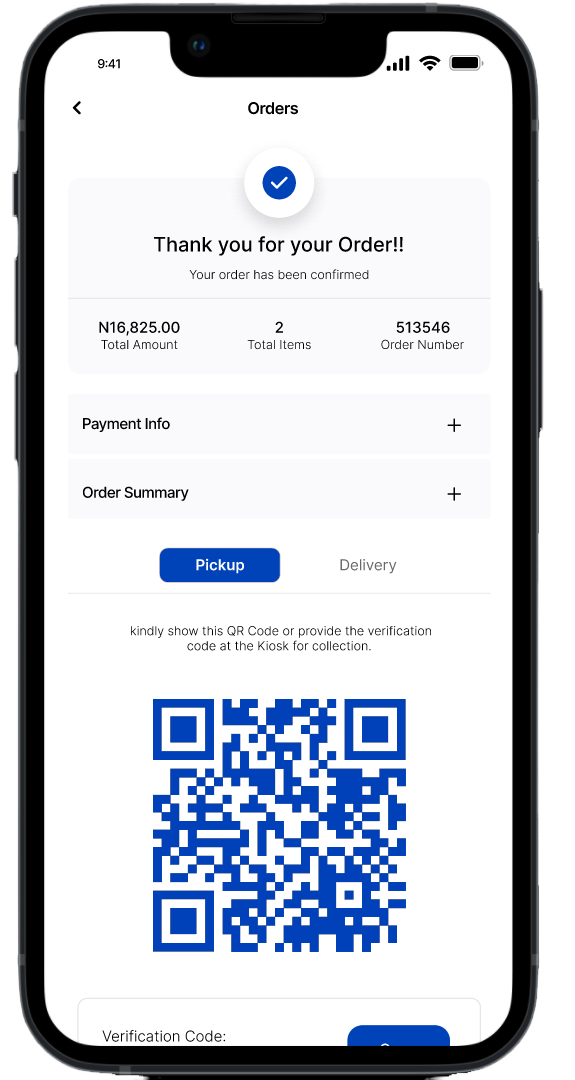 9:41
Orders
Thank you for your Order!!
Your order has been confirmed
N16,825.00 2 513546
Total Amount Total Items Order Number
Payment Info +
Order Summary +
Pickup Delivery
kindly show this QR Code or provide the verification
code at the Kiosk for collection.
Verification Code: